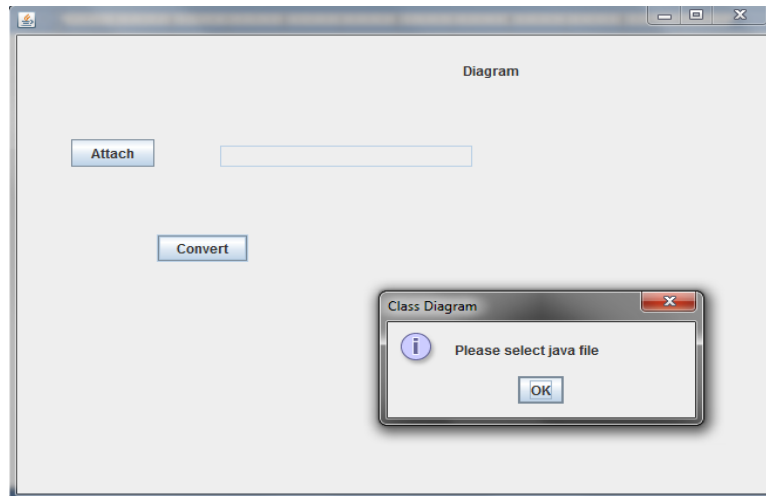 Diagram
Attach
Convert
Class Diagram
Please select java file
OK